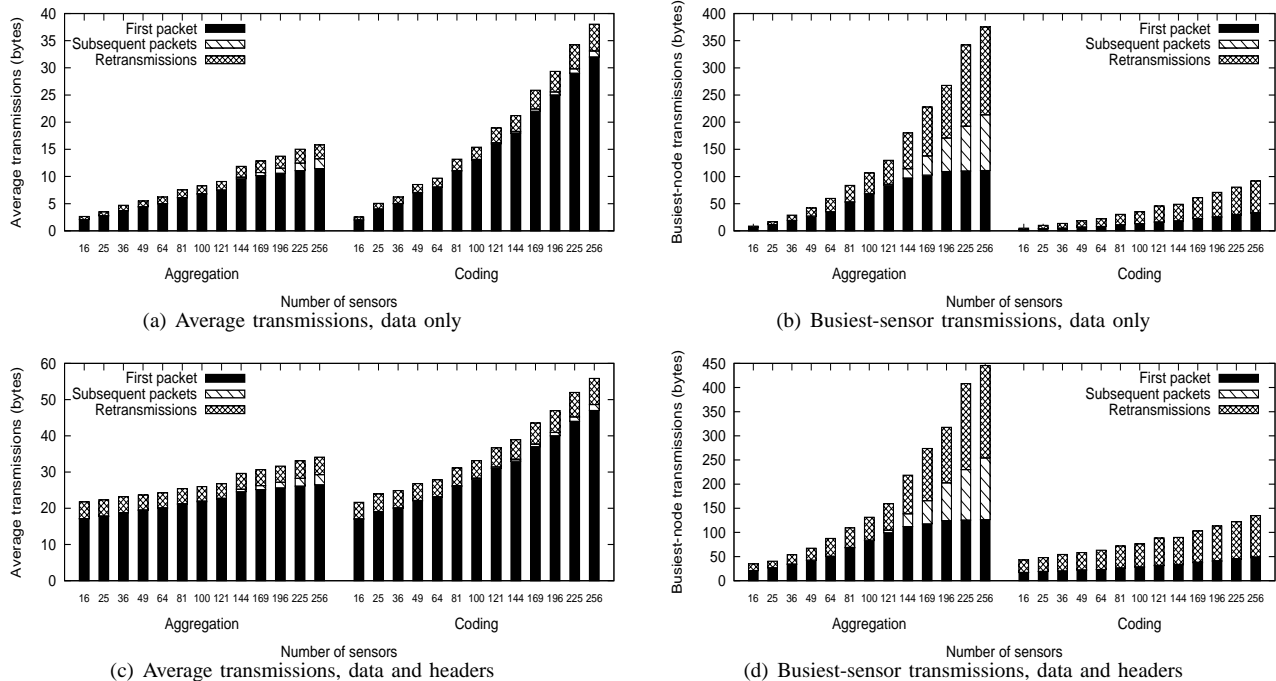 Average transmissions (bytes)
40
35
30
25
20
15
10
5
0
First packet
Subsequent packets
Retransmissions
16 25 36 49 64 81 100 121 144 169 196 225 256 16 25 36 49 64 81 100 121 144 169 196 225 256
Aggregation Coding
Number of sensors
(a) Average transmissions, data only
Busiest-node transmissions (bytes)
400
350
300
250
200
150
100
50
0
First packet
Subsequent packets
Retransmissions
16 25 36 49 64 81 100 121 144 169 196 225 256 16 25 36 49 64 81 100 121 144 169 196 225 256
Aggregation Coding
Number of sensors
(b) Busiest-sensor transmissions, data only
Average transmissions (bytes)
60
50
40
30
20
10
0
First packet
Subsequent packets
Retransmissions
16 25 36 49 64 81 100 121 144 169 196 225 256 16 25 36 49 64 81 100 121 144 169 196 225 256
Aggregation Coding
Number of sensors
(c) Average transmissions, data and headers
Busiest-node transmissions (bytes)
450
400
350
300
250
200
150
100
50
0
First packet
Subsequent packets
Retransmissions
16 25 36 49 64 81 100 121 144 169 196 225 256 16 25 36 49 64 81 100 121 144 169 196 225 256
Aggregation Coding
Number of sensors
(d) Busiest-sensor transmissions, data and headers